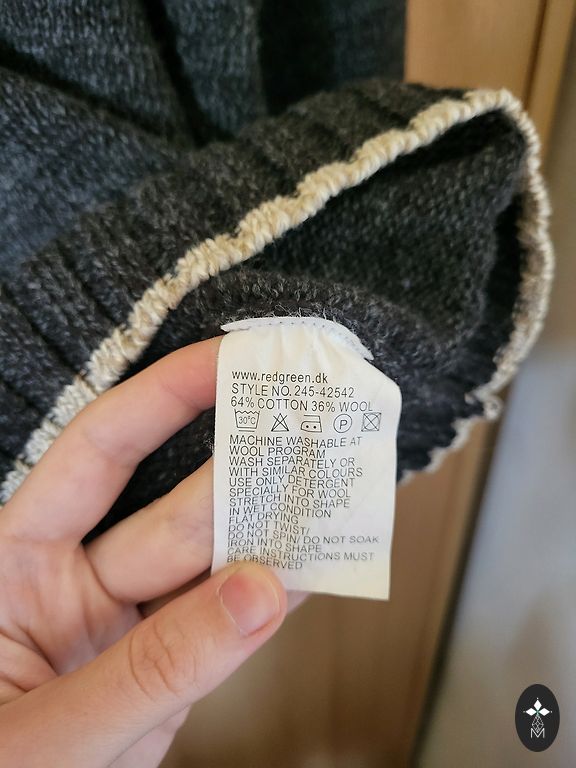 www.redgreen.dk
STYLE NO. 245-42542
64% COTTON 36% WOOL
30°C P
MACHINE WASHABLE AT
WOOL PROGRAM
WASH SEPARATELY OR
WITH SIMILAR COLOURS
USE ONLY DETERGENT
SPECIALLY FOR WOOL
STRETCH INTO SHAPE
IN WET CONDITION
FLAT DRYING
DO NOT TWIST/
DO NOT SPIN/ DO NOT SOAK
IRON INTO SHAPE
CARE INSTRUCTIONS MUST
BE OBSERVED
M